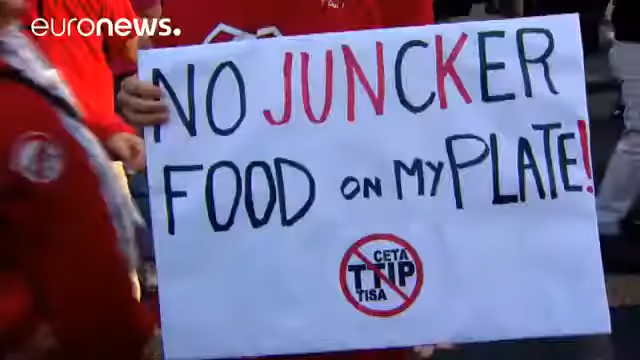 euronews.
NO JUNCKER
FOOD ON MY PLATE!
CETA
TTIP
TISA